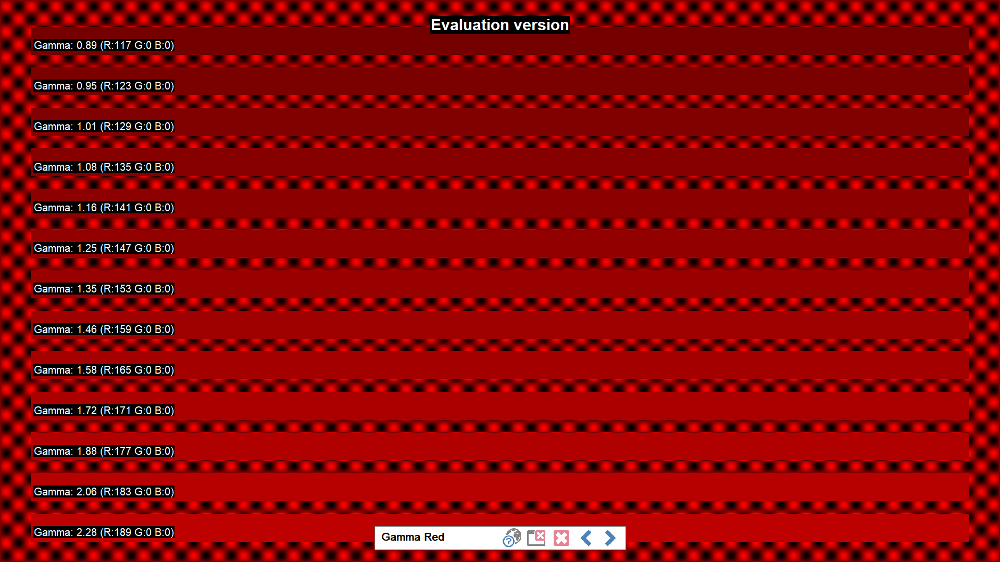 Evaluation version
Gamma: 0.89 (R:117 G:0 B:0)
Gamma: 0.95 (R:123 G:0 B:0)
Gamma: 1.01 (R:129 G:0 B:0)
Gamma: 1.08 (R:135 G:0 B:0)
Gamma: 1.16 (R:141 G:0 B:0)
Gamma: 1.25 (R:147 G:0 B:0)
Gamma: 1.35 (R:153 G:0 B:0)
Gamma: 1.46 (R:159 G:0 B:0)
Gamma: 1.58 (R:165 G:0 B:0)
Gamma: 1.72 (R:171 G:0 B:0)
Gamma: 1.88 (R:177 G:0 B:0)
Gamma: 2.06 (R:183 G:0 B:0)
Gamma: 2.28 (R:189 G:0 B:0)
Gamma Red